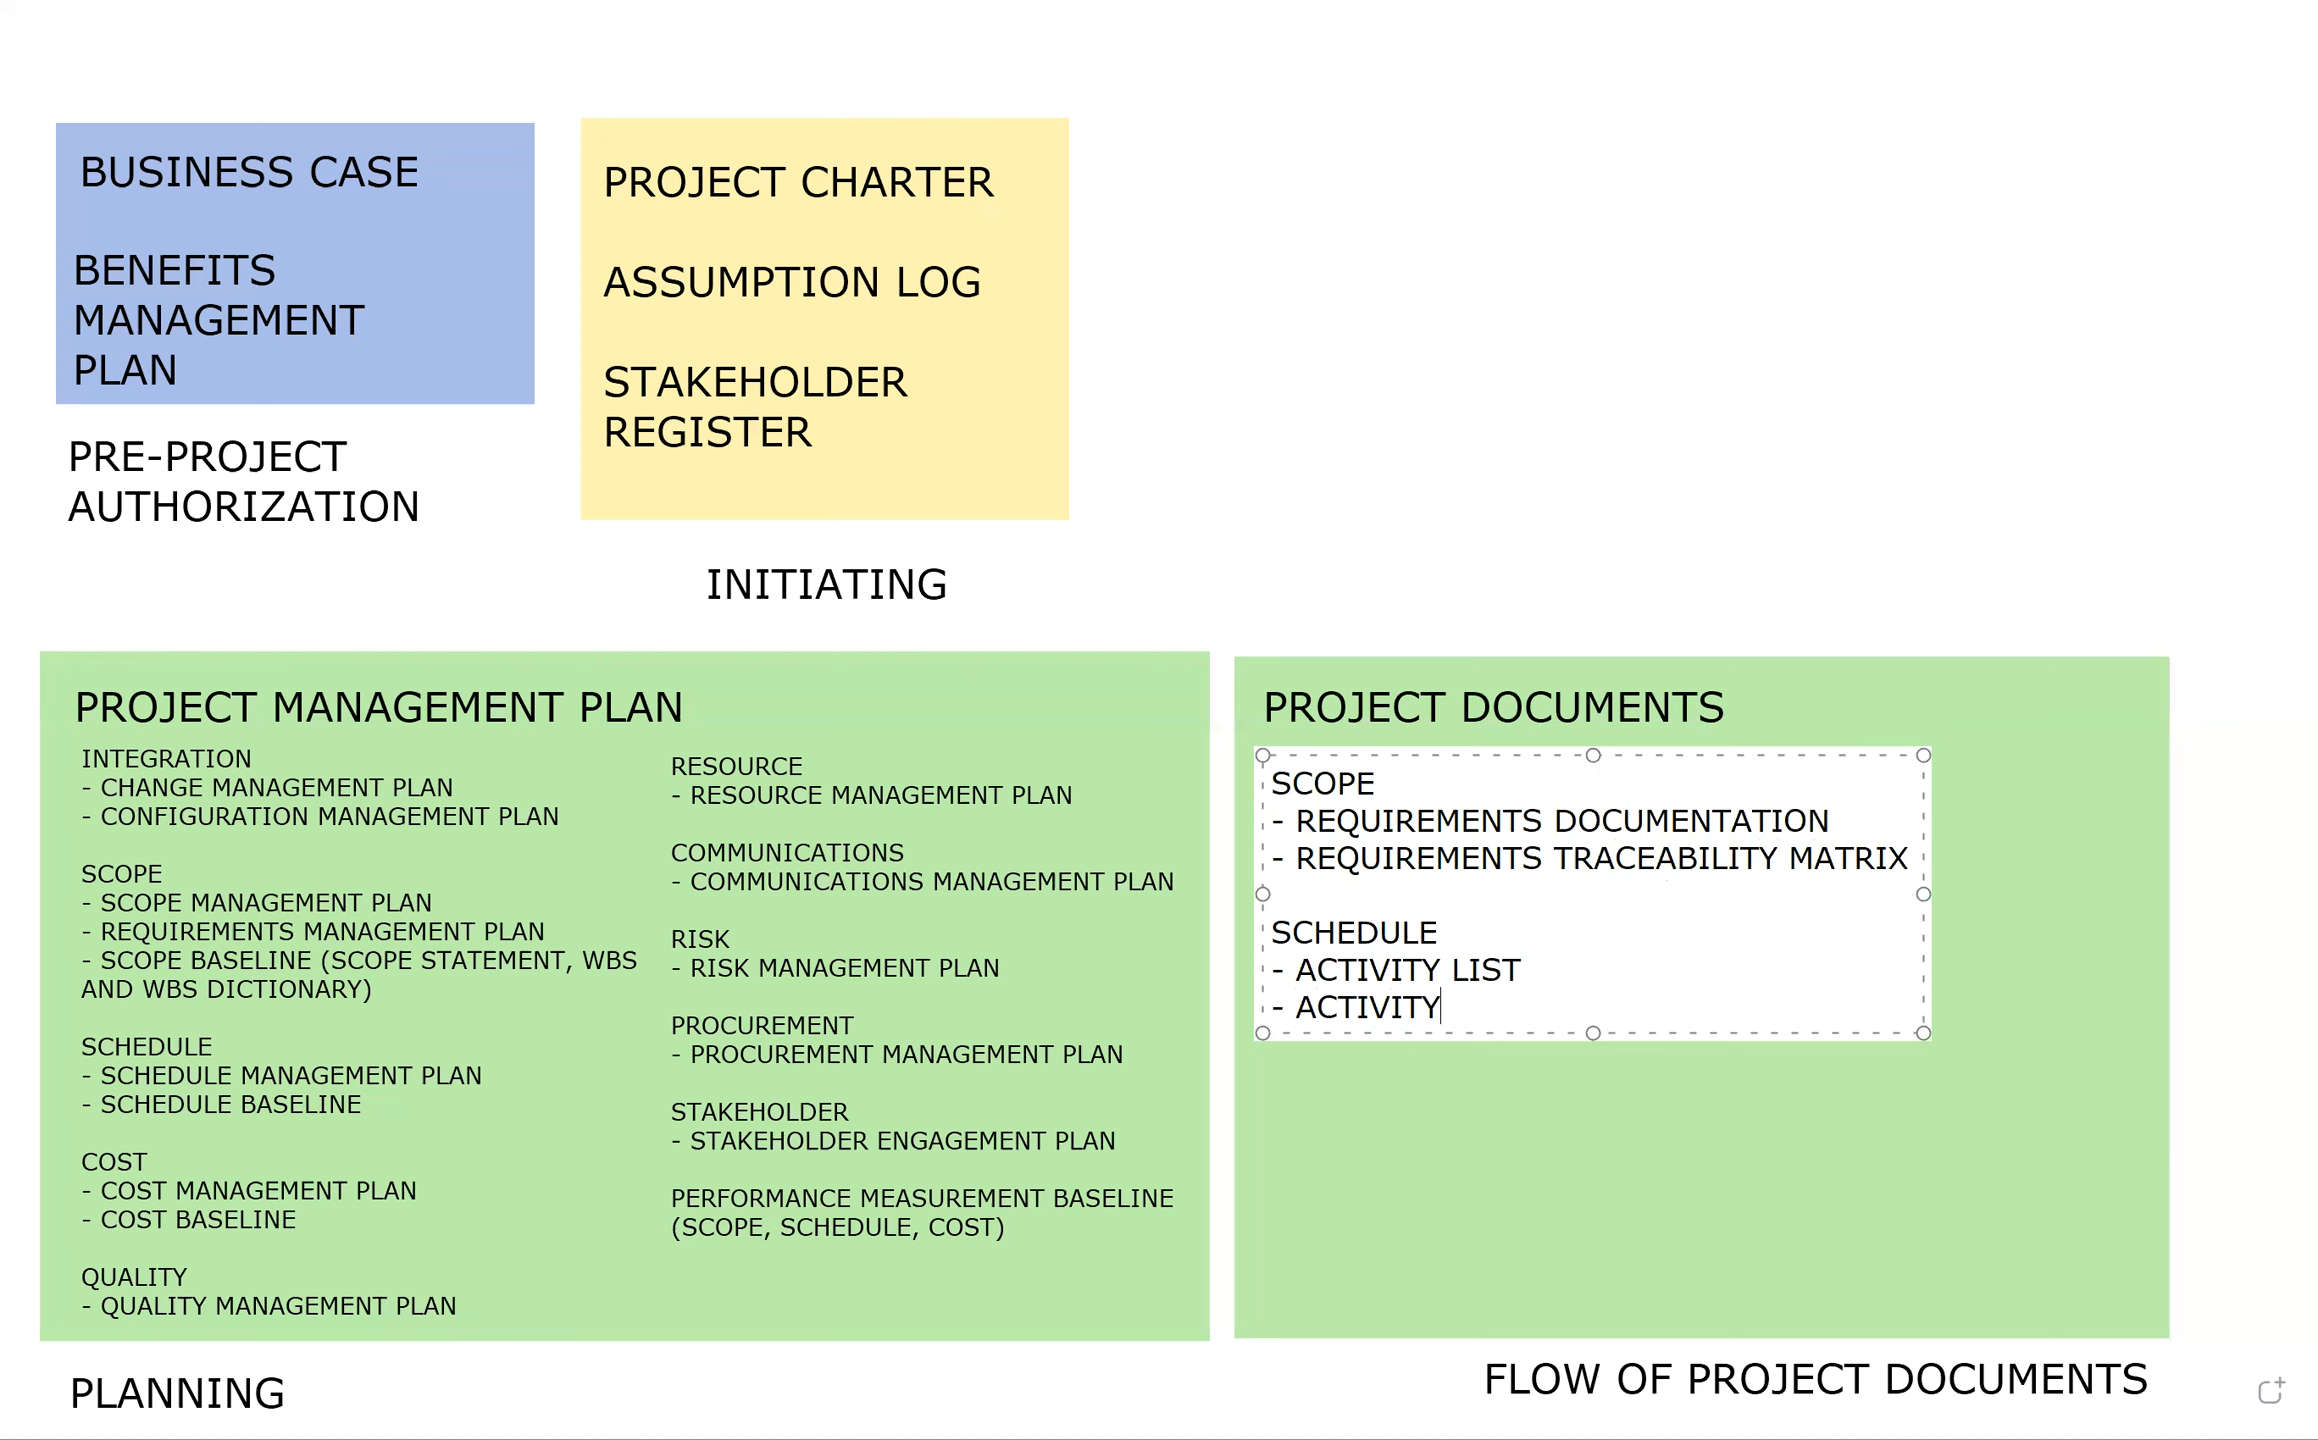 BUSINESS CASE
BENEFITS
MANAGEMENT
PLAN
PRE-PROJECT
AUTHORIZATION
PROJECT CHARTER
ASSUMPTION LOG
STAKEHOLDER
REGISTER
INITIATING
PROJECT MANAGEMENT PLAN
INTEGRATION
- CHANGE MANAGEMENT PLAN
- CONFIGURATION MANAGEMENT PLAN
SCOPE
- SCOPE MANAGEMENT PLAN
- REQUIREMENTS MANAGEMENT PLAN
- SCOPE BASELINE (SCOPE STATEMENT, WBS
AND WBS DICTIONARY)
SCHEDULE
- SCHEDULE MANAGEMENT PLAN
- SCHEDULE BASELINE
COST
- COST MANAGEMENT PLAN
- COST BASELINE
QUALITY
- QUALITY MANAGEMENT PLAN
RESOURCE
- RESOURCE MANAGEMENT PLAN
COMMUNICATIONS
- COMMUNICATIONS MANAGEMENT PLAN
RISK
- RISK MANAGEMENT PLAN
PROCUREMENT
- PROCUREMENT MANAGEMENT PLAN
STAKEHOLDER
- STAKEHOLDER ENGAGEMENT PLAN
PERFORMANCE MEASUREMENT BASELINE
(SCOPE, SCHEDULE, COST)
PLANNING
PROJECT DOCUMENTS
SCOPE
- REQUIREMENTS DOCUMENTATION
- REQUIREMENTS TRACEABILITY MATRIX
SCHEDULE
- ACTIVITY LIST
- ACTIVITY
FLOW OF PROJECT DOCUMENTS